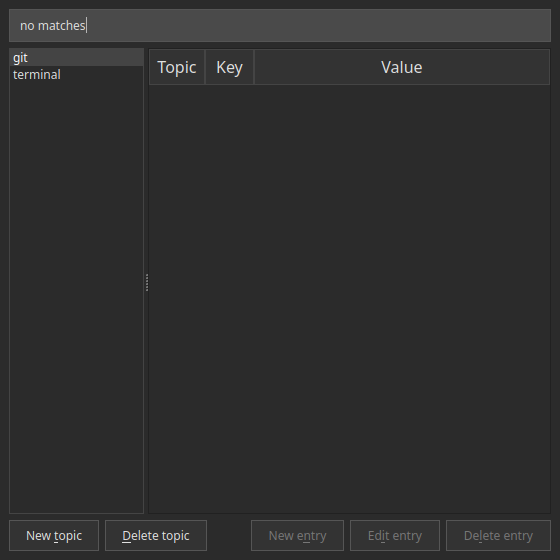 no matches
git
terminal
Topic Key Value
New topic Delete topic New entry Edit entry Delete entry